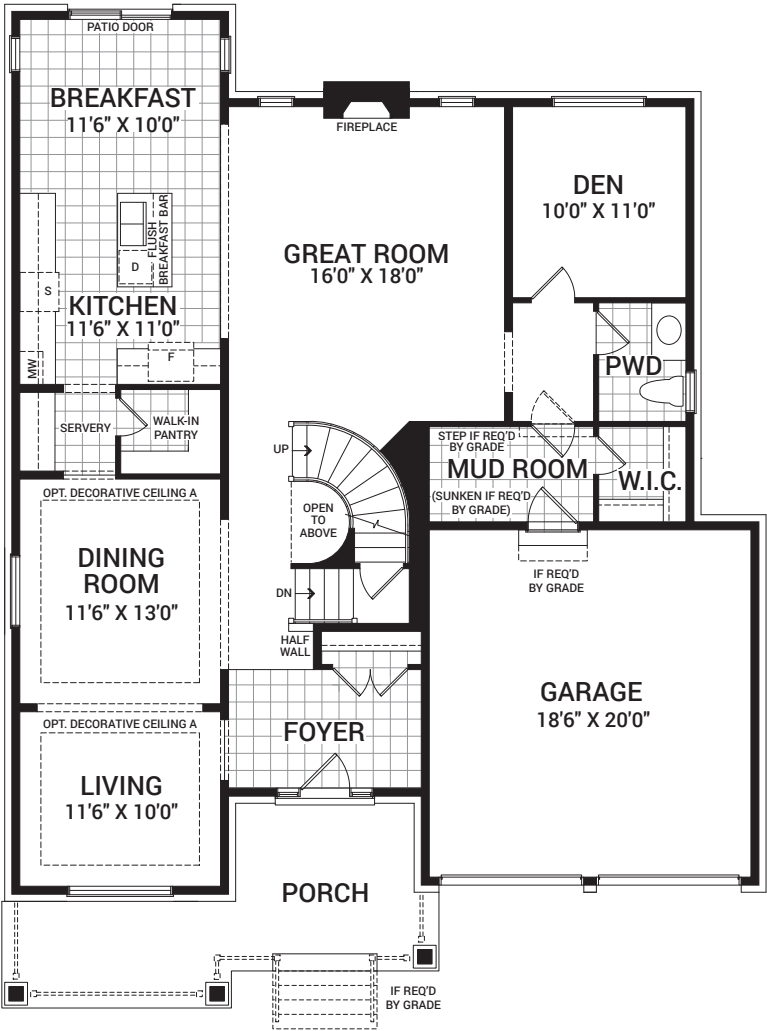 PATIO DOOR
BREAKFAST
11'6" X 10'0"
FIREPLACE
DEN
10'0" X 11'0"
GREAT ROOM
16'0" X 18'0"
FLUSH
BREAKFAST BAR
D
S
KITCHEN
11'6" X 11'0"
MW
F
PWD
SERVERY
WALK-IN
PANTRY
UP
STEP IF REQ'D
BY GRADE
MUD ROOM
(SUNKEN IF REQ'D
BY GRADE)
W.I.C.
OPT. DECORATIVE CEILING A
OPEN
TO
ABOVE
DINING
ROOM
11'6" X 13'0"
IF REQ'D
BY GRADE
DN
HALF
WALL
GARAGE
18'6" X 20'0"
OPT. DECORATIVE CEILING A
FOYER
LIVING
11'6" X 10'0"
PORCH
IF REQ'D
BY GRADE